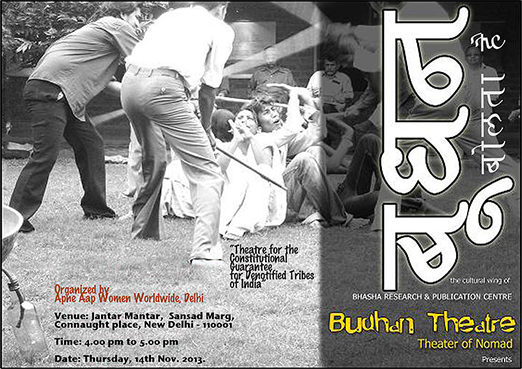 बूधन
बोलता है
"Theatre for the
Constitutional
Guarantee
for Denotified Tribes
of India"
Organized by
Apne Aap Women Worldwide, Delhi
Venue: Jantar Mantar, Sansad Marg,
Connaught place, New Delhi - 110001
Time: 4.00 pm to 5.00 pm
Date: Thursday, 14th Nov. 2013.
the cultural wing of
BHASHA RESEARCH & PUBLICATION CENTRE
Budhan Theatre
Theater of Nomad
Presents